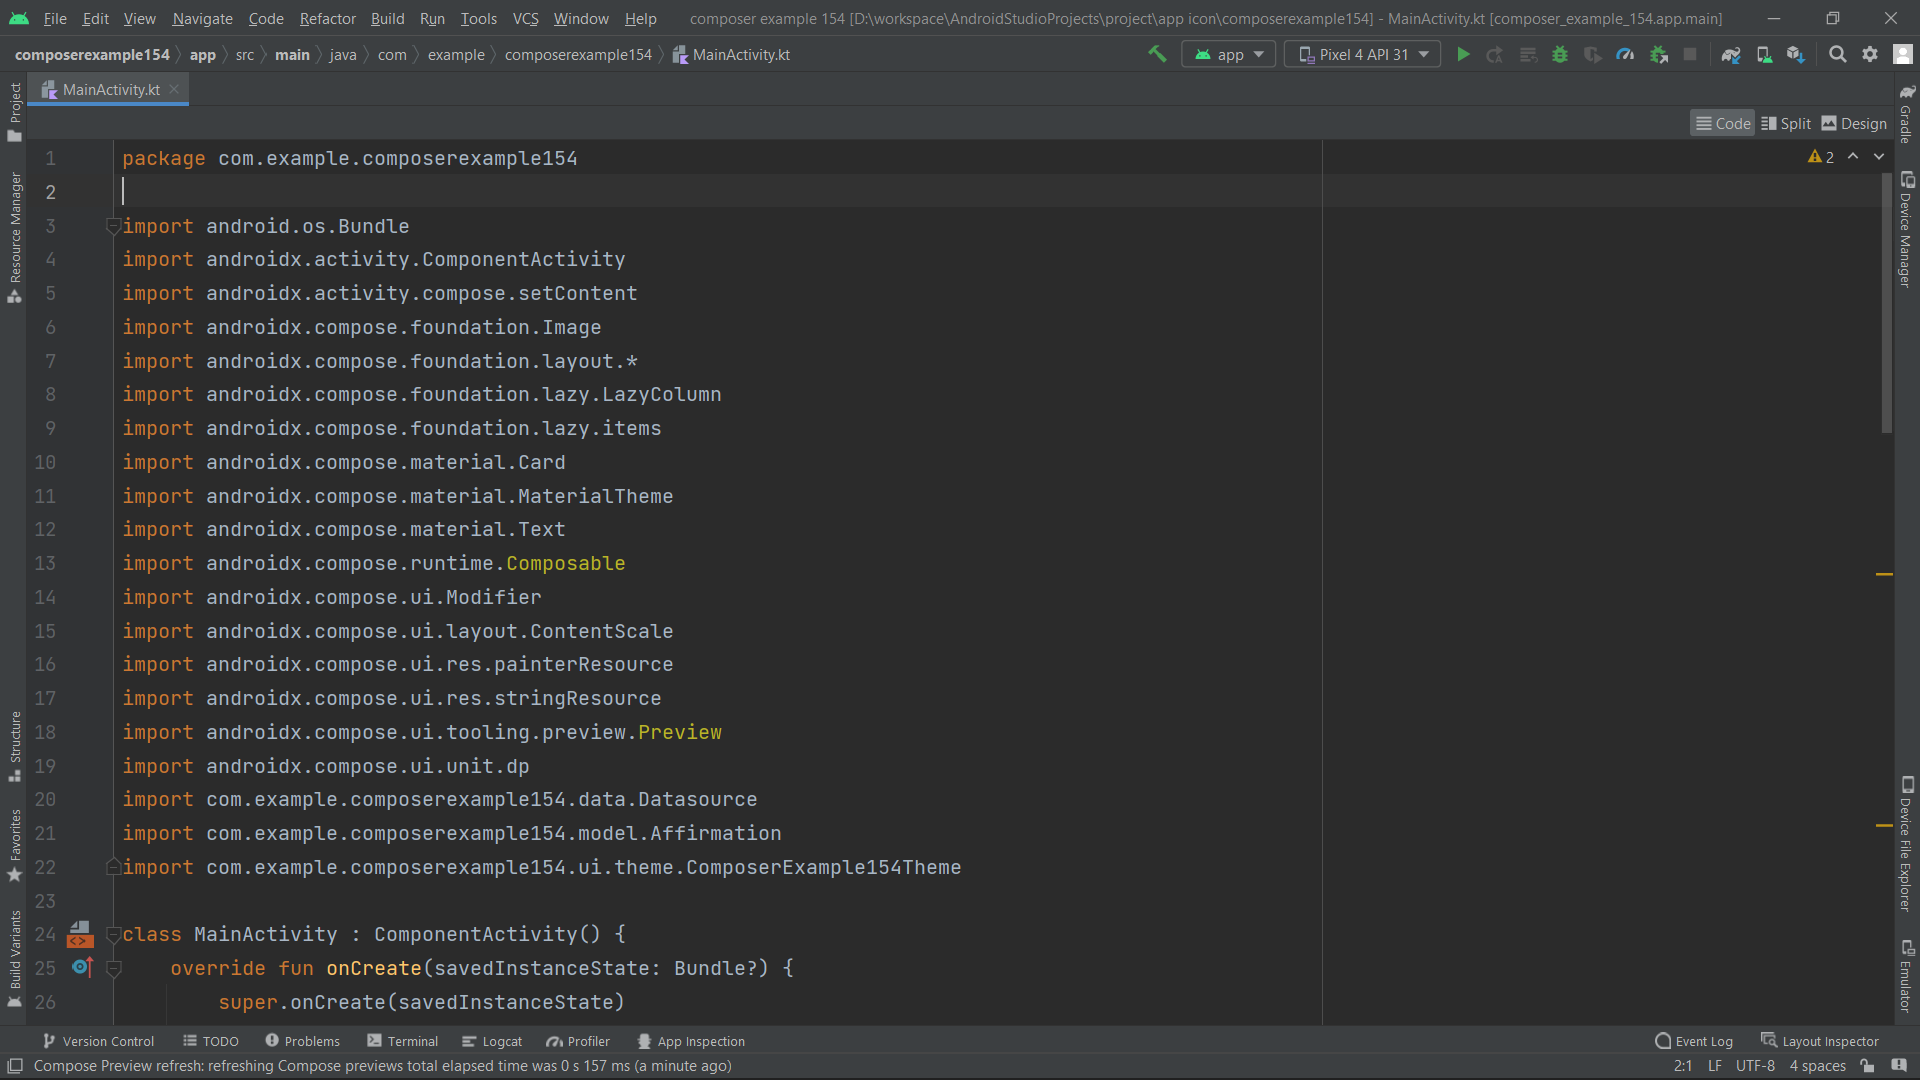 File Edit View Navigate Code Refactor Build Run Tools VCS Window Help composer example 154 [D:\workspace\AndroidStudioProjects\project\app icon\composerexample154] - MainActivity.kt [composer_example_154.app.main]
composerexample154 app src main java com example composerexample154 MainActivity.kt app Pixel 4 API 31
MainActivity.kt
Code Split Design
2
1 package com.example.composerexample154
2
3 import android.os.Bundle
4 import androidx.activity.ComponentActivity
5 import androidx.activity.compose.setContent
6 import androidx.compose.foundation.Image
7 import androidx.compose.foundation.layout.*
8 import androidx.compose.foundation.lazy.LazyColumn
9 import androidx.compose.foundation.lazy.items
10 import androidx.compose.material.Card
11 import androidx.compose.material.MaterialTheme
12 import androidx.compose.material.Text
13 import androidx.compose.runtime.Composable
14 import androidx.compose.ui.Modifier
15 import androidx.compose.ui.layout.ContentScale
16 import androidx.compose.ui.res.painterResource
17 import androidx.compose.ui.res.stringResource
18 import androidx.compose.ui.tooling.preview.Preview
19 import androidx.compose.ui.unit.dp
20 import com.example.composerexample154.data.Datasource
21 import com.example.composerexample154.model.Affirmation
22 import com.example.composerexample154.ui.theme.ComposerExample154Theme
23
24 class MainActivity : ComponentActivity() {
25 override fun onCreate(savedInstanceState: Bundle?) {
26 super.onCreate(savedInstanceState)
Project
Resource Manager
Structure
Favorites
Build Variants
Gradle
Device Manager
Device File Explorer
Emulator
Version Control TODO Problems Terminal Logcat Profiler App Inspection Event Log Layout Inspector
Compose Preview refresh: refreshing Compose previews total elapsed time was 0 s 157 ms (a minute ago) 2:1 LF UTF-8 4 spaces